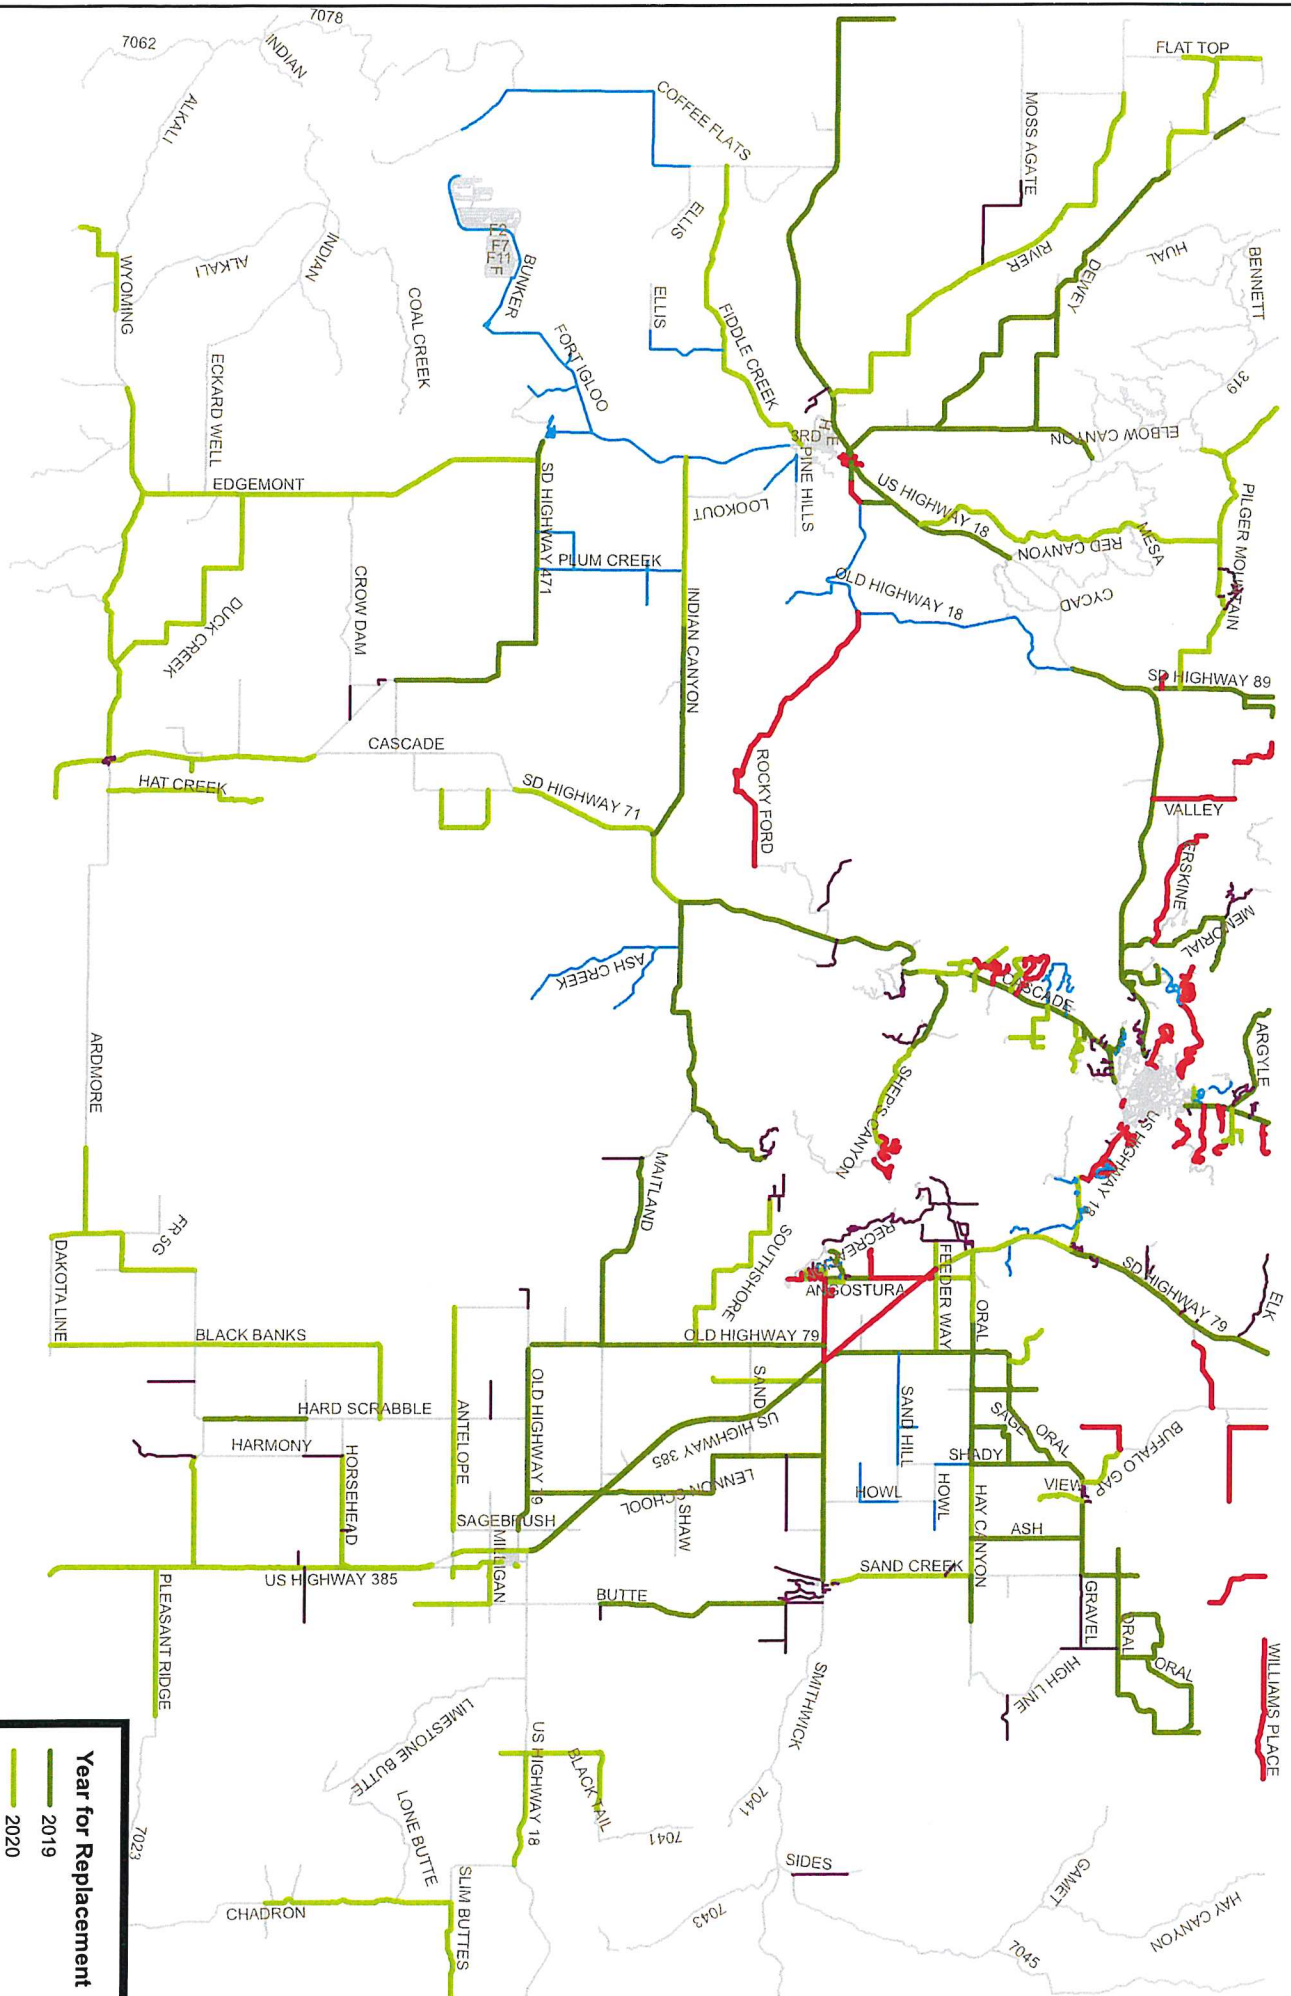 7078
7062
INDIAN
ALKALI
FLAT TOP
COFFEE FLATS
MOSS AGATE
ELLIS
RIVER
DEWEY
HUAL
BENNETT
319
WYOMING
ALKALI
INDIAN
COAL CREEK
F2
F7
F11
BUNKER
FORT IGLOO
ELLIS
FIDDLE CREEK
ECKARD WELL
3RD
H
E
PINE HILLS
ELBOW CANYON
EDGEMONT
SD HIGHWAY 471
LOOKOUT
US HIGHWAY 18
RED CANYON
MESA
PILGER MOUNTAIN
PLUM CREEK
OLD HIGHWAY 18
CYCAD
CROW DAM
DUCK CREEK
INDIAN CANYON
SD HIGHWAY 89
CASCADE
HAT CREEK
SD HIGHWAY 71
ROCKY FORD
VALLEY
ERSKINE
MEMORIAL
ASH CREEK
CASCADE
ARGYLE
ARDMORE
SHEP'S CANYON
US HIGHWAY 18
MAITLAND
FR 5G
DAKOTA LINE
SOUTHSHORE
ANGOSTURA
FEEDER WAY
ORAL
SD HIGHWAY 79
ELK
BLACK BANKS
OLD HIGHWAY 79
HARD SCRABBLE
ANTELOPE
OLD HIGHWAY 79
SAND
US HIGHWAY 385
SAND HILL
SAGE
ORAL
BUFFALO GAP
HARMONY
HORSEHEAD
LENNON SCHOOL
SHADY
VIEW
HOWL
HOWL
SAGEBRUSH
SHAW
HAY CANYON
ASH
MILLIGAN
US HIGHWAY 385
PLEASANT RIDGE
BUTTE
SAND CREEK
GRAVEL
ORAL
ORAL
HIGH LINE
WILLIAMS PLACE
SMITHWICK
LIMESTONE BUTTE
US HIGHWAY 18
BLACK TAIL
7041
7041
LONE BUTTE
7023
SIDES
GAMET
HAY CANYON
SLIM BUTTES
CHADRON
7043
7045
Year for Replacement
2019
2020